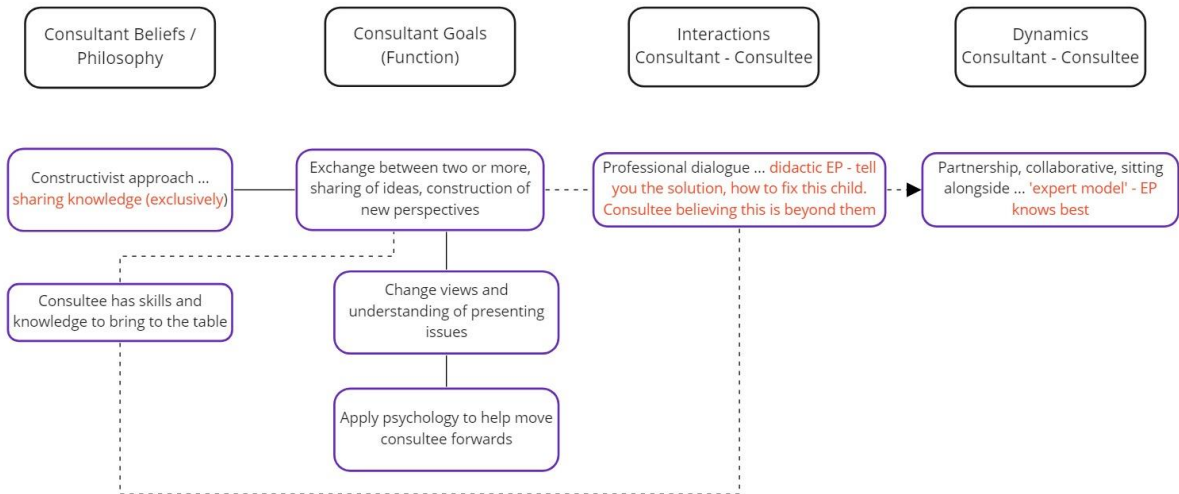 Consultant Beliefs /
Philosophy
Consultant Goals
(Function)
Interactions
Consultant - Consultee
Dynamics
Consultant - Consultee
Constructivist approach ...
sharing knowledge (exclusively)
Exchange between two or more,
sharing of ideas, construction of
new perspectives
Professional dialogue ... didactic EP - tell
you the solution, how to fix this child.
Consultee believing this is beyond them
Partnership, collaborative, sitting
alongside ... 'expert model' - EP
knows best
Consultee has skills and
knowledge to bring to the table
Change views and
understanding of presenting
issues
Apply psychology to help move
consultee forwards